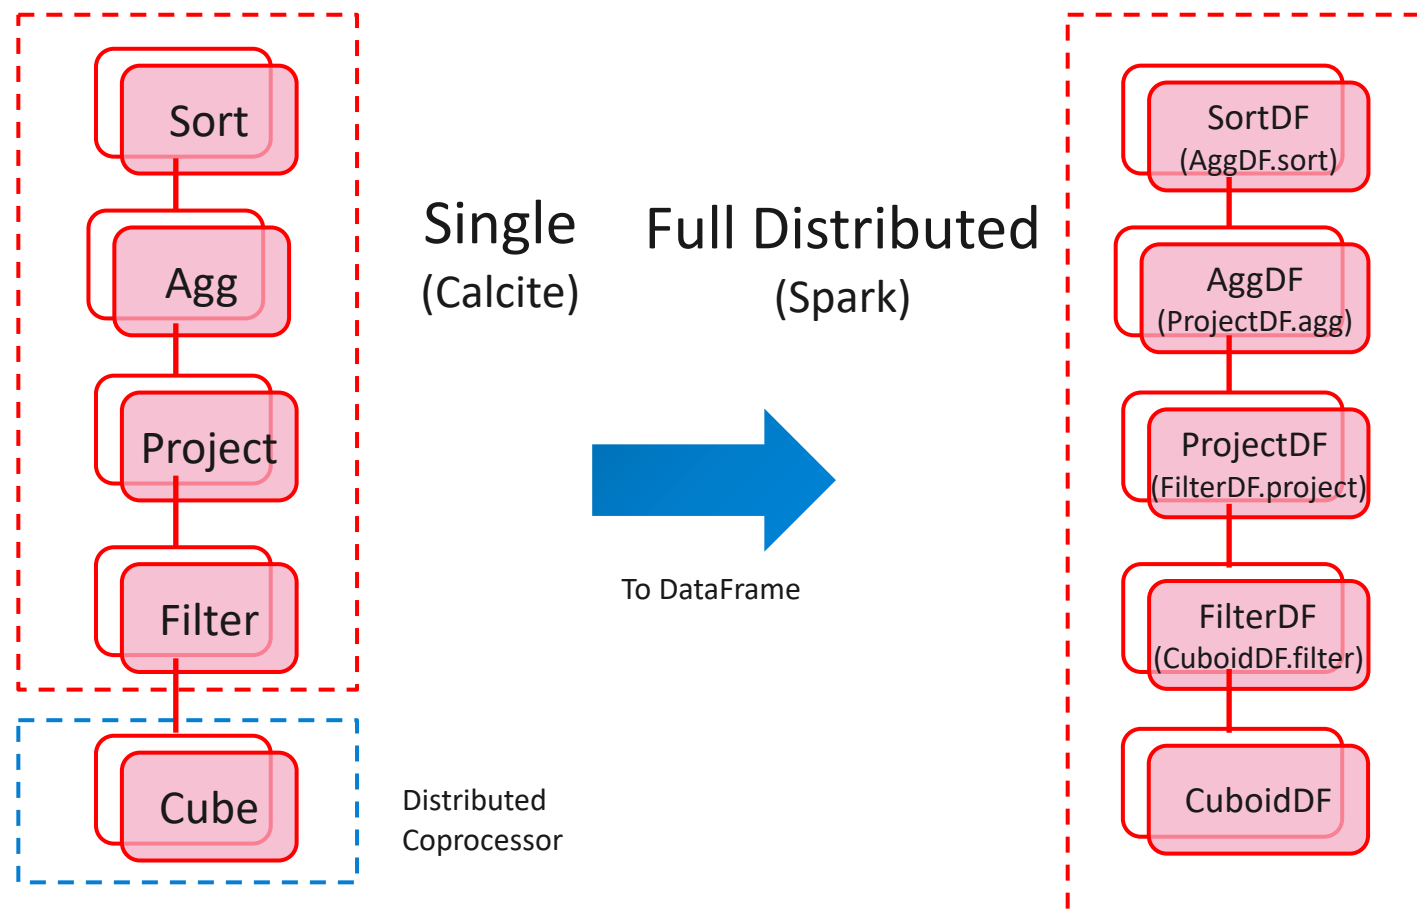 Sort
Agg
Project
Filter
Cube
Single
(Calcite)
Full Distributed
(Spark)
To DataFrame
Distributed
Coprocessor
SortDF
(AggDF.sort)
AggDF
(ProjectDF.agg)
ProjectDF
(FilterDF.project)
FilterDF
(CuboidDF.filter)
CuboidDF